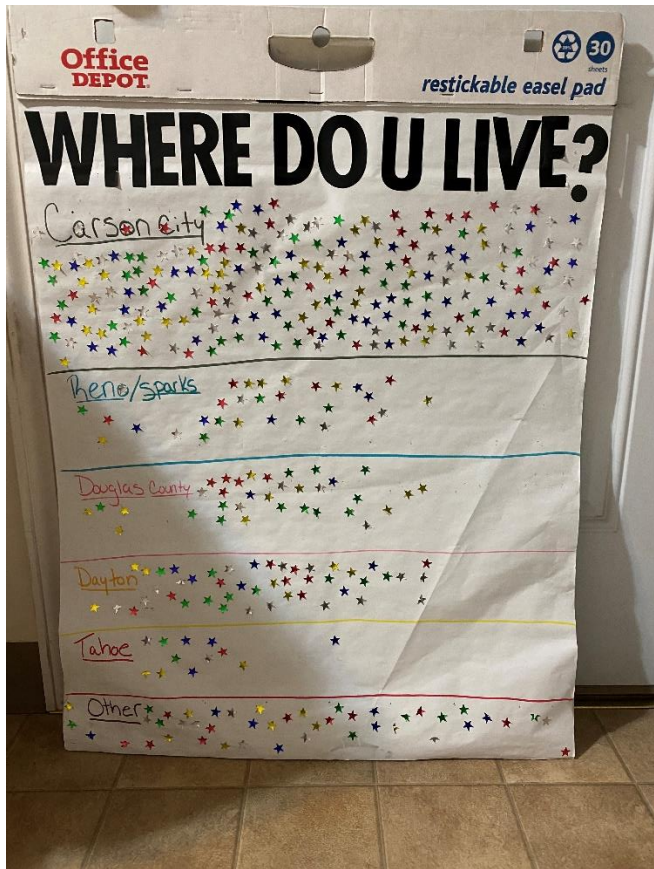 Office
DEPOT
30
sheets
restickable easel pad
WHERE DO U LIVE?
Carson City
Reno/sparks
Douglas County
Dayton
Tahoe
Other